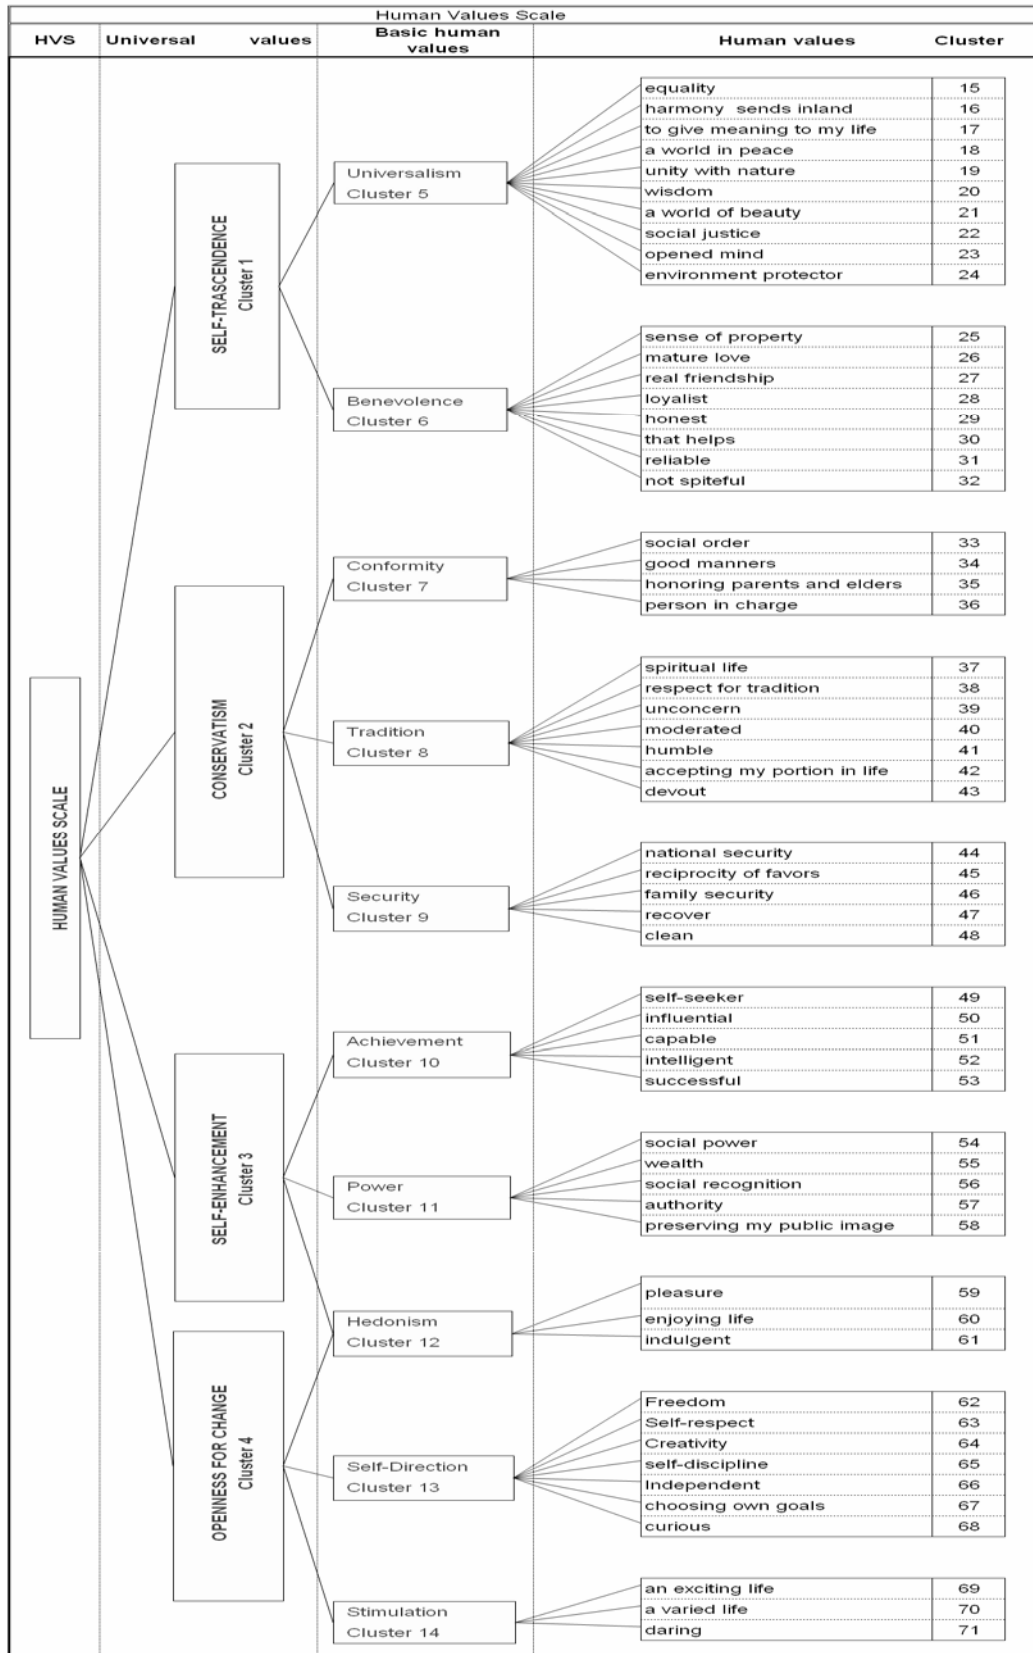 Human Values Scale
HVS Universal values Basic human values Human values Cluster
HUMAN VALUES SCALE
SELF-TRASCENDENCE
Cluster 1
Universalism
Cluster 5
equality 15
harmony sends inland 16
to give meaning to my life 17
a world in peace 18
unity with nature 19
wisdom 20
a world of beauty 21
social justice 22
opened mind 23
environment protector 24
Benevolence
Cluster 6
sense of property 25
mature love 26
real friendship 27
loyalist 28
honest 29
that helps 30
reliable 31
not spiteful 32
CONSERVATISM
Cluster 2
Conformity
Cluster 7
social order 33
good manners 34
honoring parents and elders 35
person in charge 36
Tradition
Cluster 8
spiritual life 37
respect for tradition 38
unconcern 39
moderated 40
humble 41
accepting my portion in life 42
devout 43
Security
Cluster 9
national security 44
reciprocity of favors 45
family security 46
recover 47
clean 48
SELF-ENHANCEMENT
Cluster 3
Achievement
Cluster 10
self-seeker 49
influential 50
capable 51
intelligent 52
successful 53
Power
Cluster 11
social power 54
wealth 55
social recognition 56
authority 57
preserving my public image 58
Hedonism
Cluster 12
pleasure 59
enjoying life 60
indulgent 61
OPENNESS FOR CHANGE
Cluster 4
Self-Direction
Cluster 13
Freedom 62
Self-respect 63
Creativity 64
self-discipline 65
Independent 66
choosing own goals 67
curious 68
Stimulation
Cluster 14
an exciting life 69
a varied life 70
daring 71